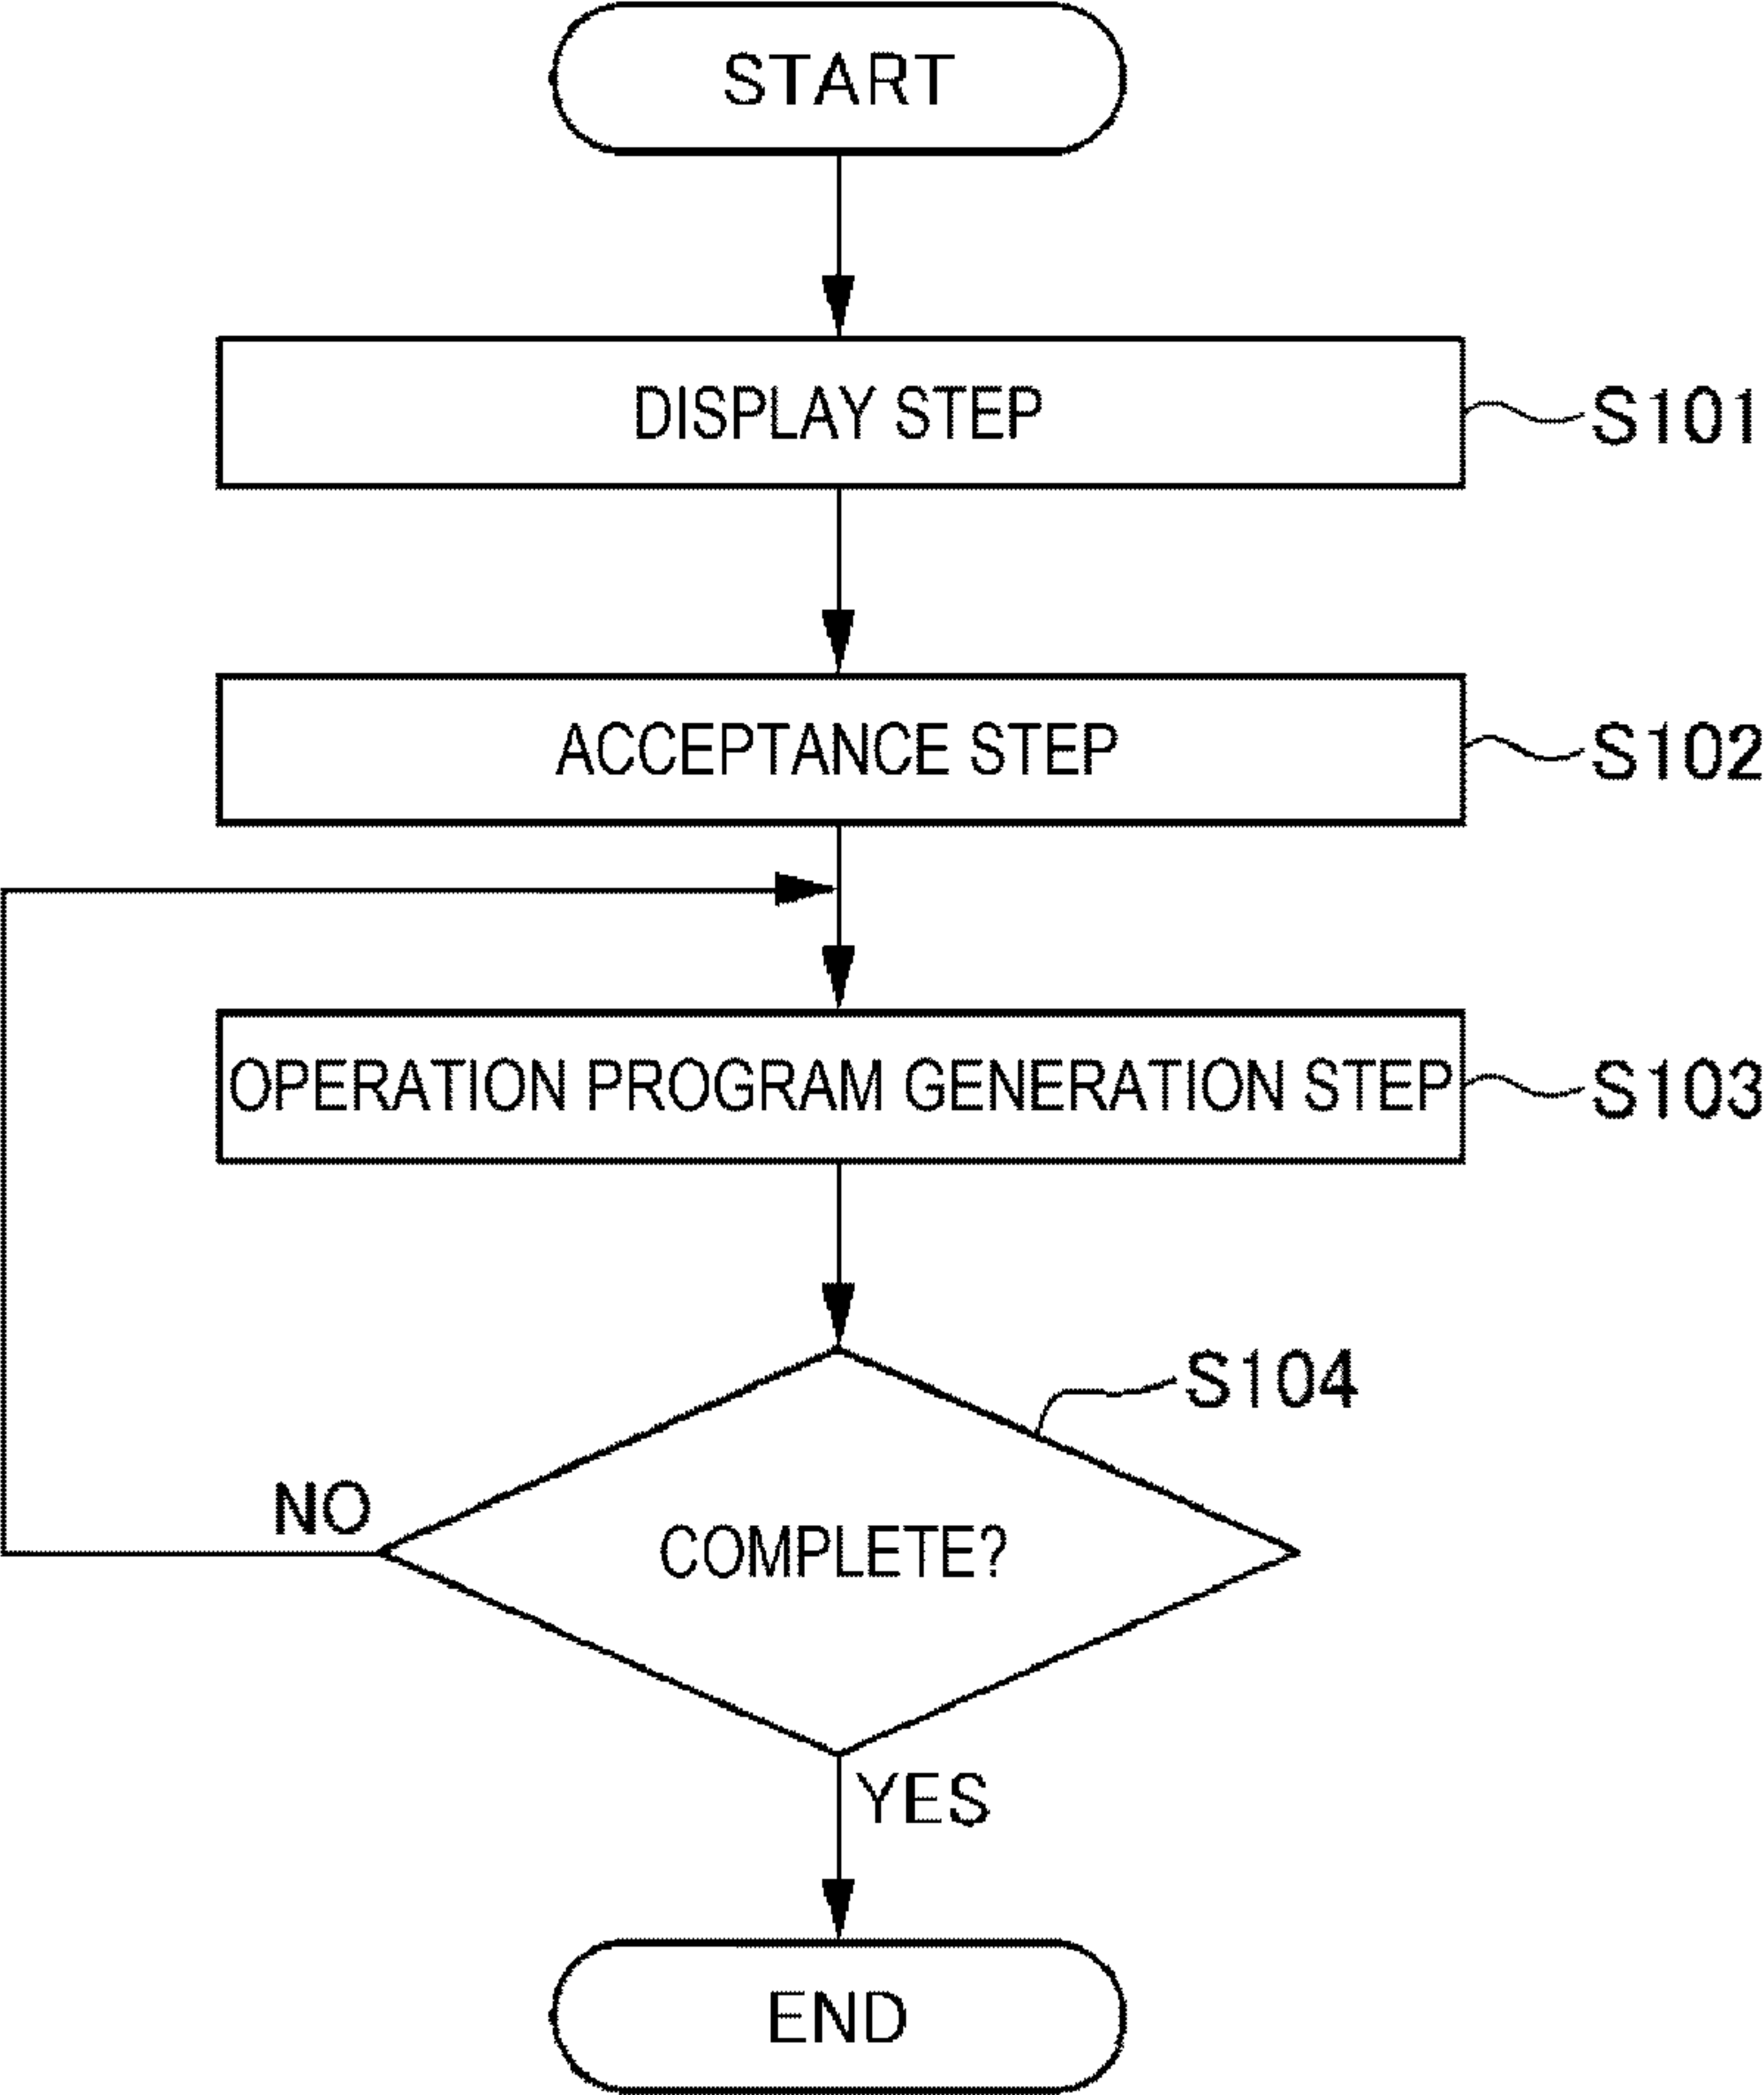 START
DISPLAY STEP
S101
ACCEPTANCE STEP
S102
OPERATION PROGRAM GENERATION STEP
S103
S104
NO
COMPLETE?
YES
END